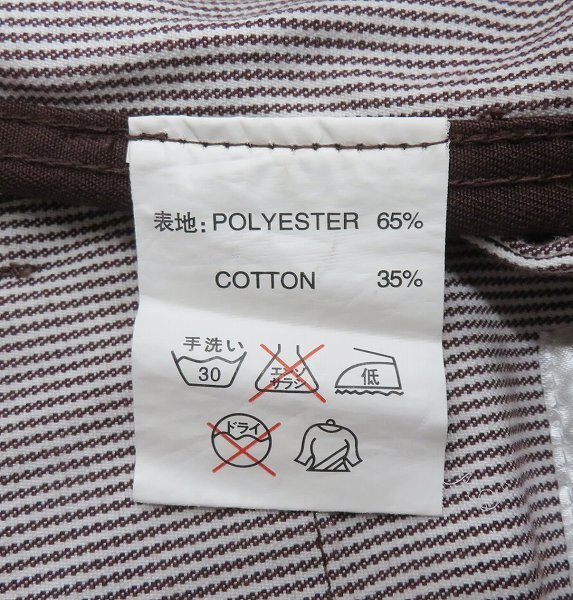 表地: POLYESTER 65%
COTTON 35%
手洗い
30
エンソ
サラシ
低
ドライ